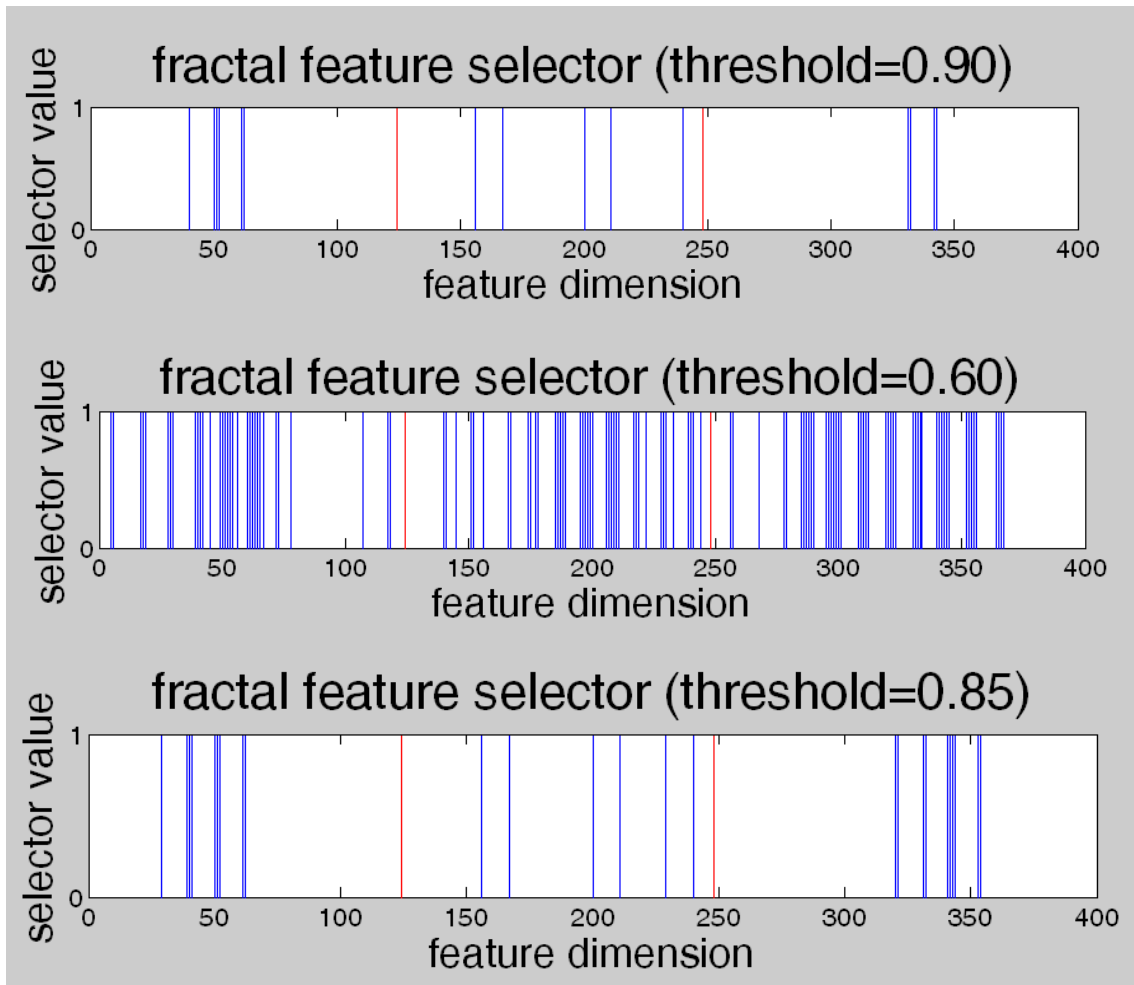 fractal feature selector (threshold=0.90)
selector value
1
0
0 50 100 150 200 250 300 350 400
feature dimension
fractal feature selector (threshold=0.60)
selector value
1
0
0 50 100 150 200 250 300 350 400
feature dimension
fractal feature selector (threshold=0.85)
selector value
1
0
0 50 100 150 200 250 300 350 400
feature dimension